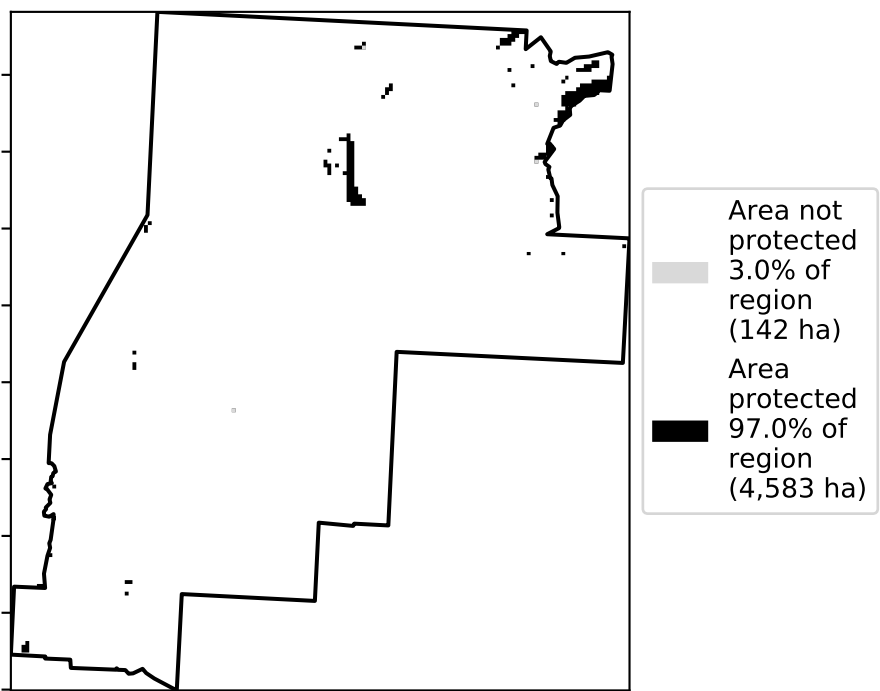 Area not
protected
3.0% of
region
(142 ha)
Area
protected
97.0% of
region
(4,583 ha)